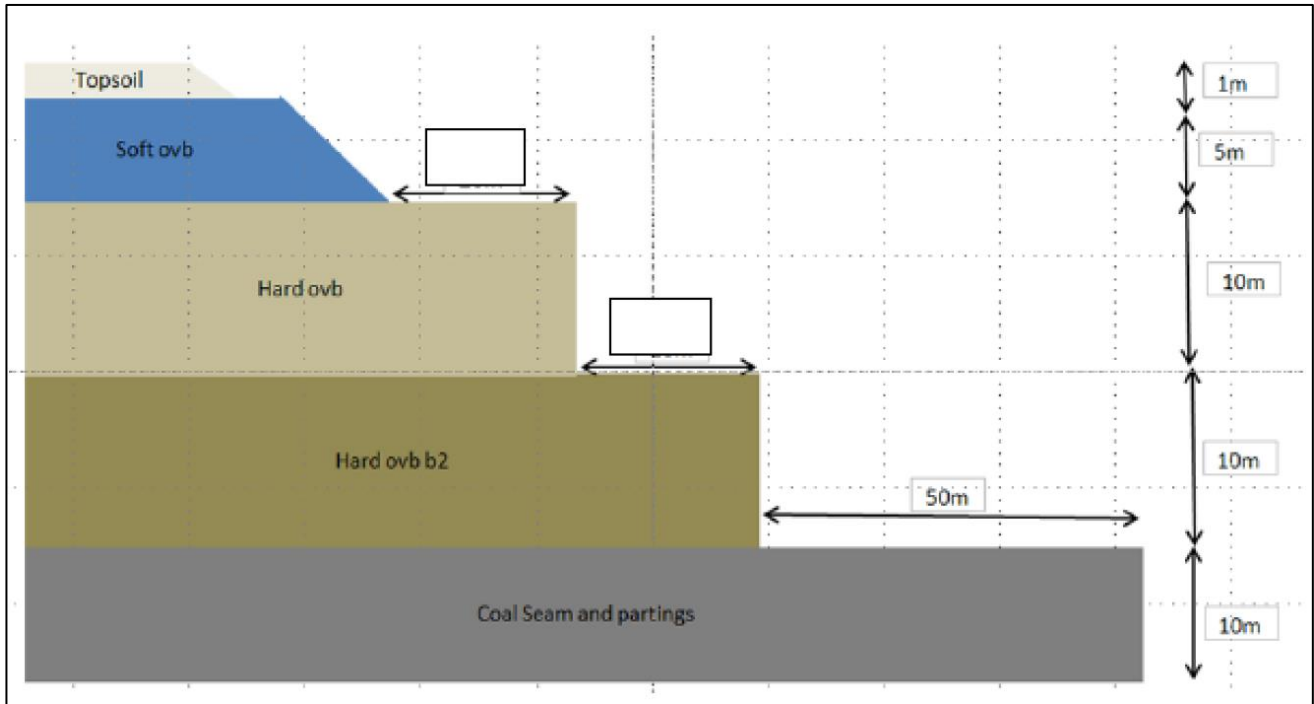 Topsoil
1m
Soft ovb
5m
Hard ovb
10m
Hard ovb b2
10m
50m
Coal Seam and partings
10m